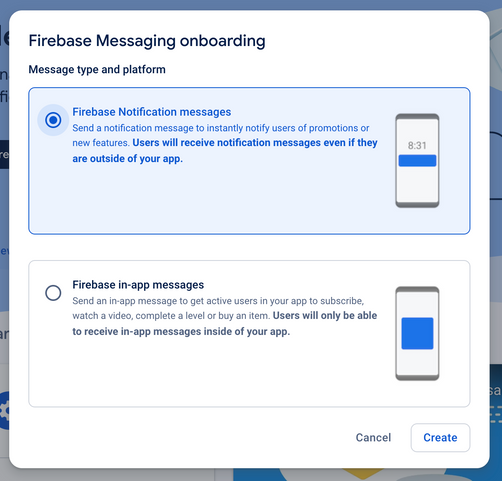 Firebase Messaging onboarding
Message type and platform
Firebase Notification messages
Send a notification message to instantly notify users of promotions or
new features. Users will receive notification messages even if they
are outside of your app.
8:31
Firebase in-app messages
Send an in-app message to get active users in your app to subscribe,
watch a video, complete a level or buy an item. Users will only be able
to receive in-app messages inside of your app.
Cancel
Create